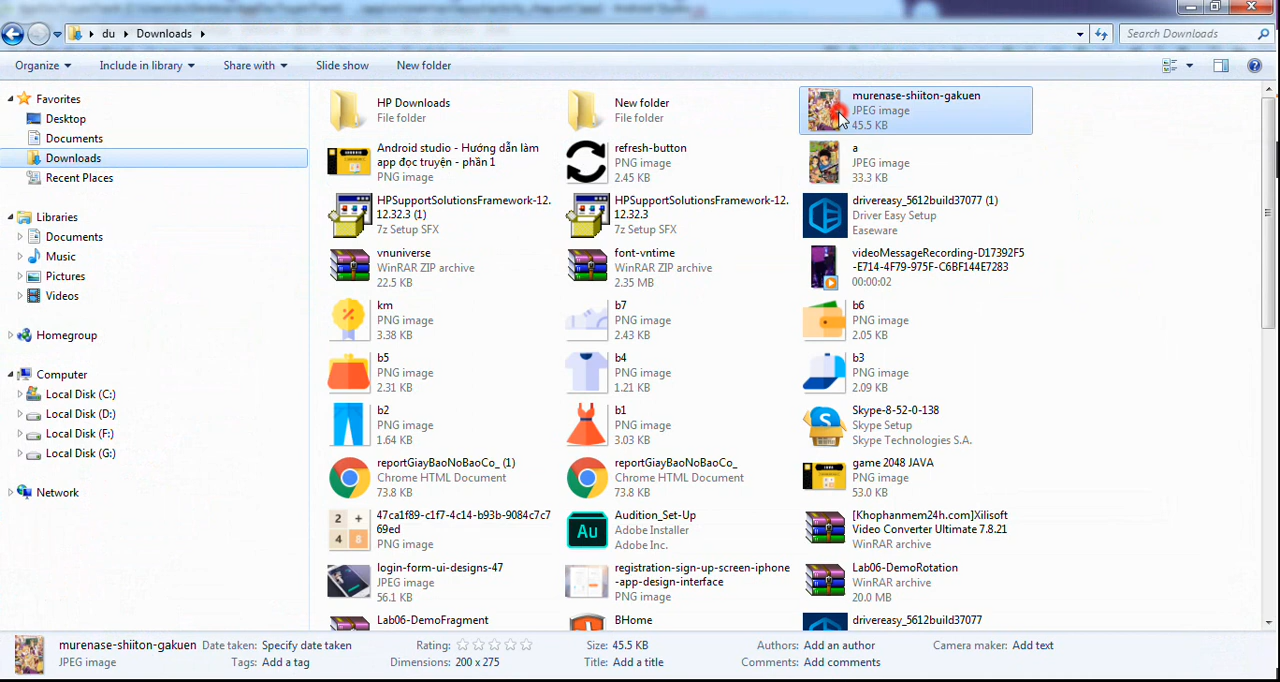 du Downloads
Search Downloads
Organize Include in library Share with Slide show New folder
Favorites
Desktop
Documents
Downloads
Recent Places
Libraries
Documents
Music
Pictures
Videos
Homegroup
Computer
Local Disk (C:)
Local Disk (D:)
Local Disk (F:)
Local Disk (G:)
Network
HP Downloads
File folder
New folder
File folder
murenase-shiiton-gakuen
JPEG image
45.5 KB
Android studio - Hướng dẫn làm
app đọc truyện - phần 1
PNG image
refresh-button
PNG image
2.45 KB
a
JPEG image
33.3 KB
HPSupportSolutionsFramework-12.
12.32.3 (1)
7z Setup SFX
HPSupportSolutionsFramework-12.
12.32.3
7z Setup SFX
drivereasy_5612build37077 (1)
Driver Easy Setup
Easeware
vnuniverse
WinRAR ZIP archive
22.5 KB
font-vntime
WinRAR ZIP archive
2.35 MB
videoMessageRecording-D17392F5
-E714-4F79-975F-C6BF144E7283
00:00:02
km
PNG image
3.38 KB
b7
PNG image
2.43 KB
b6
PNG image
2.05 KB
b5
PNG image
2.31 KB
b4
PNG image
1.21 KB
b3
PNG image
2.09 KB
b2
PNG image
1.64 KB
b1
PNG image
3.03 KB
Skype-8-52-0-138
Skype Setup
Skype Technologies S.A.
reportGiayBaoNoBaoCo_ (1)
Chrome HTML Document
73.8 KB
reportGiayBaoNoBaoCo_
Chrome HTML Document
73.8 KB
game 2048 JAVA
PNG image
53.0 KB
47ca1f89-c1f7-4c14-b93b-9084c7c7
69ed
PNG image
Audition_Set-Up
Adobe Installer
Adobe Inc.
[Khophanmem24h.com]Xilisoft
Video Converter Ultimate 7.8.21
WinRAR archive
login-form-ui-designs-47
JPEG image
56.1 KB
registration-sign-up-screen-iphone
-app-design-interface
PNG image
Lab06-DemoRotation
WinRAR archive
20.0 MB
Lab06-DemoFragment
BHome
drivereasy_5612build37077
murenase-shiiton-gakuen Date taken: Specify date taken Rating: Size: 45.5 KB Authors: Add an author Camera maker: Add text
JPEG image Tags: Add a tag Dimensions: 200 x 275 Title: Add a title Comments: Add comments